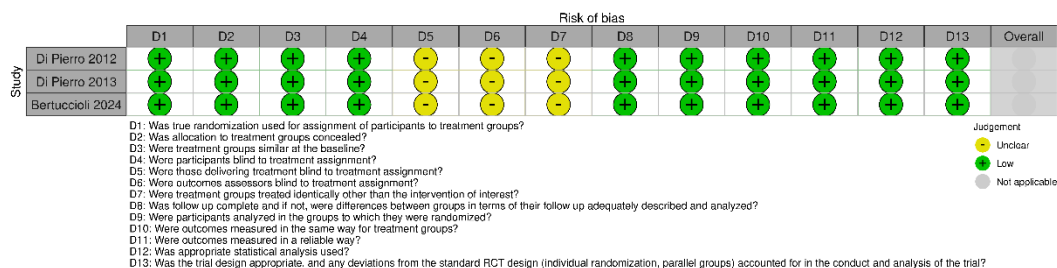 Risk of bias
D1 D2 D3 D4 D5 D6 D7 D8 D9 D10 D11 D12 D13 Overall
Study
Di Pierro 2012 + + + + - - - + + + + + +
Di Pierro 2013 + + + + - - - + + + + + +
Bertuccioli 2024 + + + + - - - + + + + + +
D1: Was true randomization used for assignment of participants to treatment groups?
D2: Was allocation to treatment groups concealed?
D3: Were treatment groups similar at the baseline?
D4: Were participants blind to treatment assignment?
D5: Were those delivering treatment blind to treatment assignment?
D6: Were outcomes assessors blind to treatment assignment?
D7: Were treatment groups treated identically other than the intervention of interest?
D8: Was follow up complete and if not, were differences between groups in terms of their follow up adequately described and analyzed?
D9: Were participants analyzed in the groups to which they were randomized?
D10: Were outcomes measured in the same way for treatment groups?
D11: Were outcomes measured in a reliable way?
D12: Was appropriate statistical analysis used?
D13: Was the trial design appropriate. and any deviations from the standard RCT design (individual randomization, parallel groups) accounted for in the conduct and analysis of the trial?
Judgement
- Unclear
+ Low
Not applicable